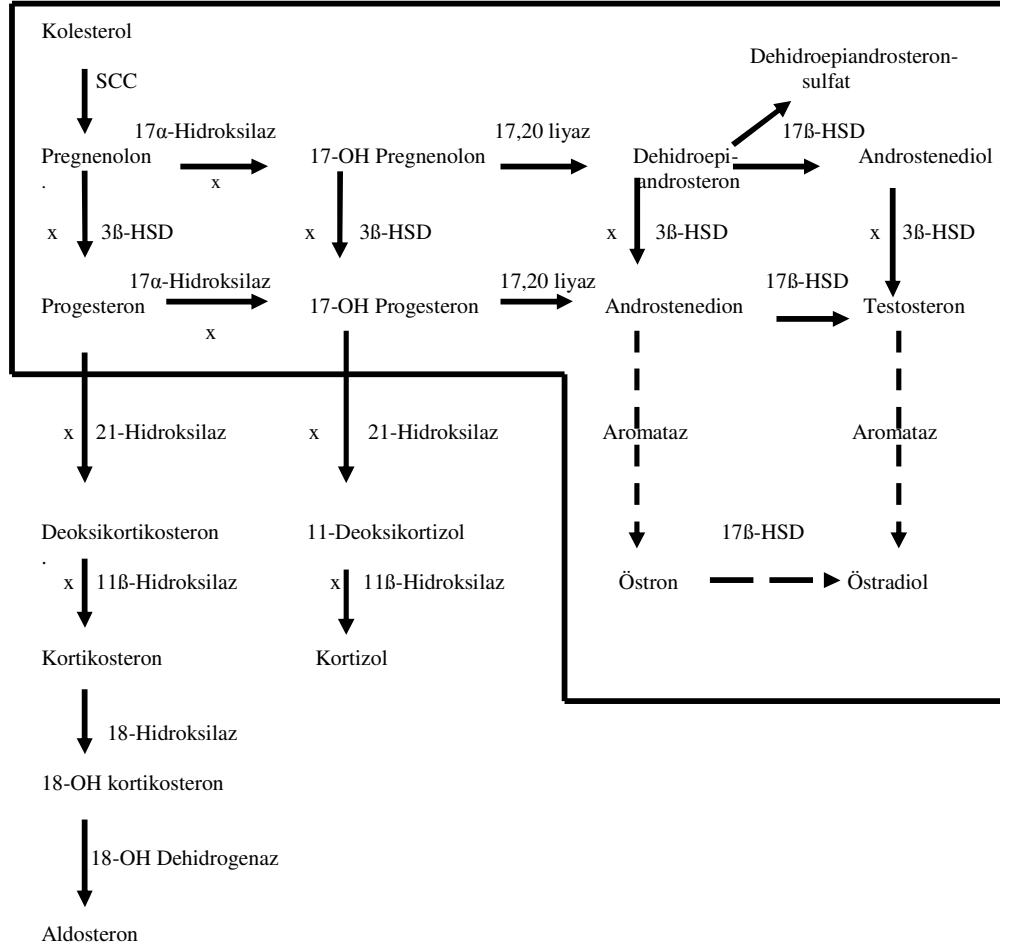 Kolesterol
SCC
Dehidroepiandrosteron-
sulfat
17α-Hidroksilaz
17,20 liyaz
17ß-HSD
Pregnenolon
.
x
17-OH Pregnenolon
Dehidroepi-
androsteron
Androstenediol
x
3ß-HSD
x
3ß-HSD
x
3ß-HSD
x
3ß-HSD
17α-Hidroksilaz
17,20 liyaz
17ß-HSD
Progesteron
x
17-OH Progesteron
Androstenedion
Testosteron
x
21-Hidroksilaz
x
21-Hidroksilaz
Aromataz
Aromataz
Deoksikortikosteron
.
11-Deoksikortizol
17ß-HSD
x
11ß-Hidroksilaz
x
11ß-Hidroksilaz
Östron
Östradiol
Kortikosteron
Kortizol
18-Hidroksilaz
18-OH kortikosteron
18-OH Dehidrogenaz
Aldosteron